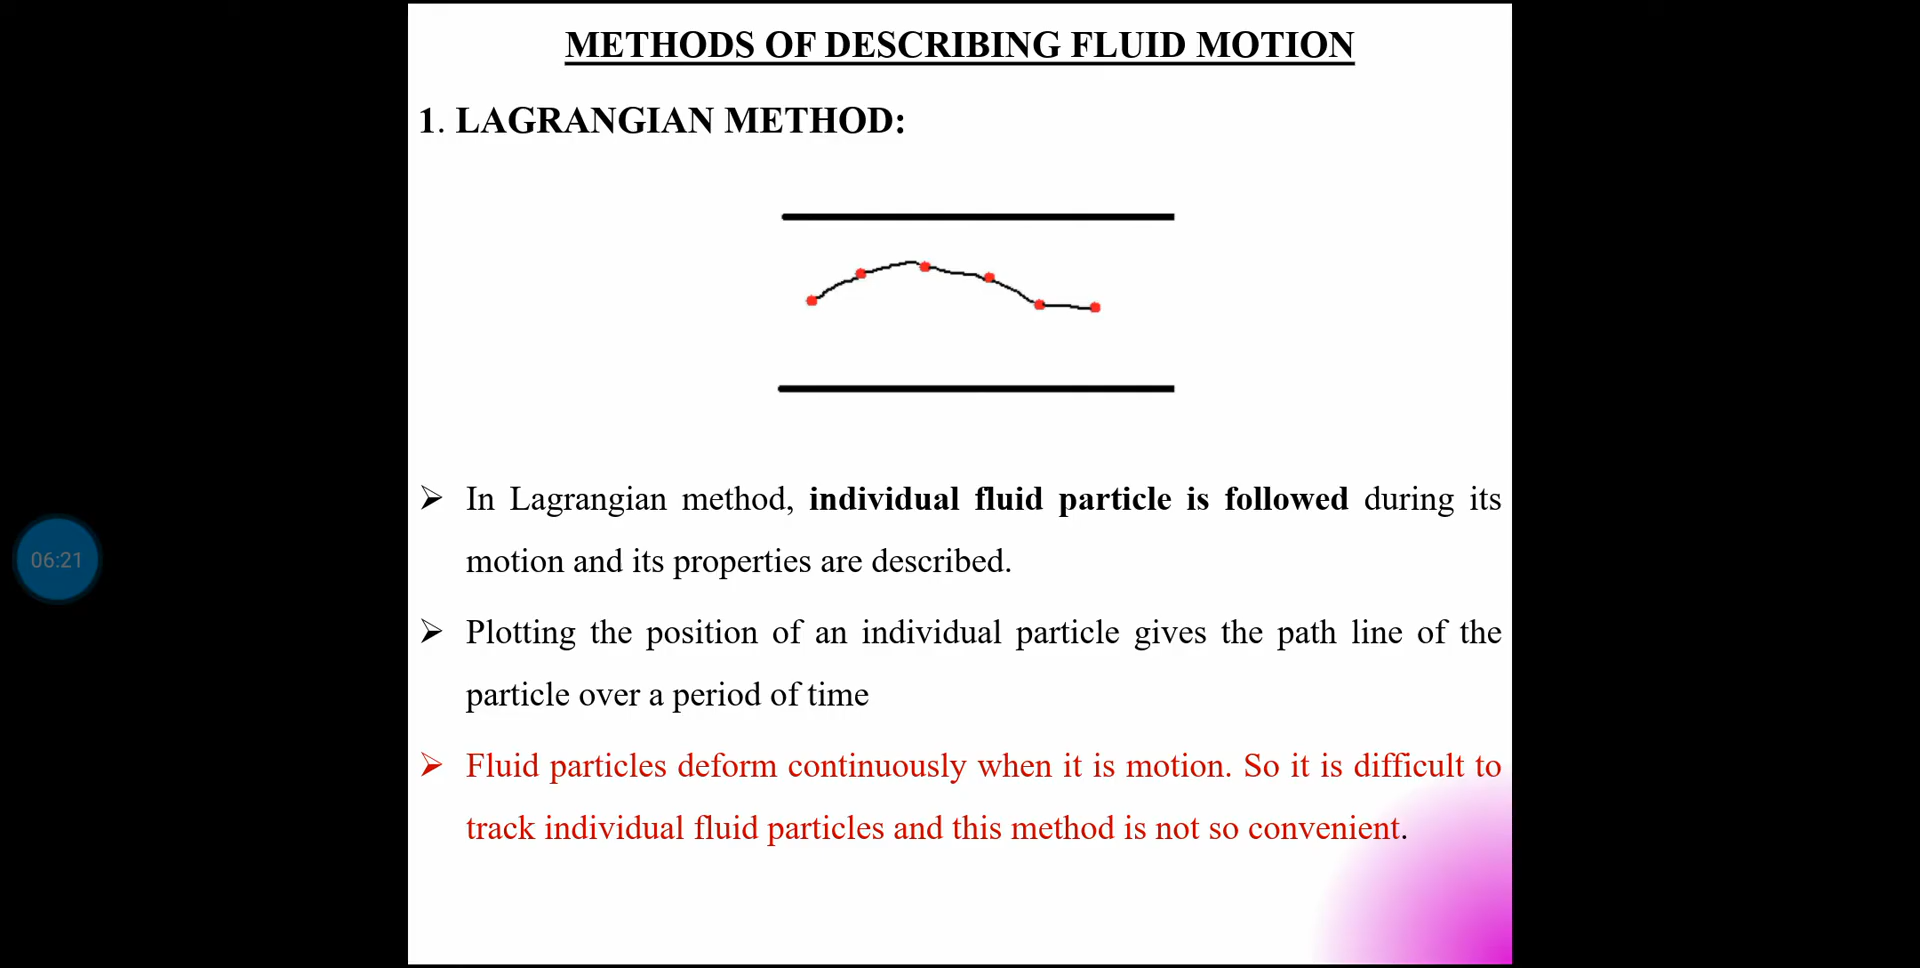 METHODS OF DESCRIBING FLUID MOTION
1. LAGRANGIAN METHOD:
06:21
➢ In Lagrangian method, individual fluid particle is followed during its
motion and its properties are described.
➢ Plotting the position of an individual particle gives the path line of the
particle over a period of time
➢ Fluid particles deform continuously when it is motion. So it is difficult to
track individual fluid particles and this method is not so convenient.